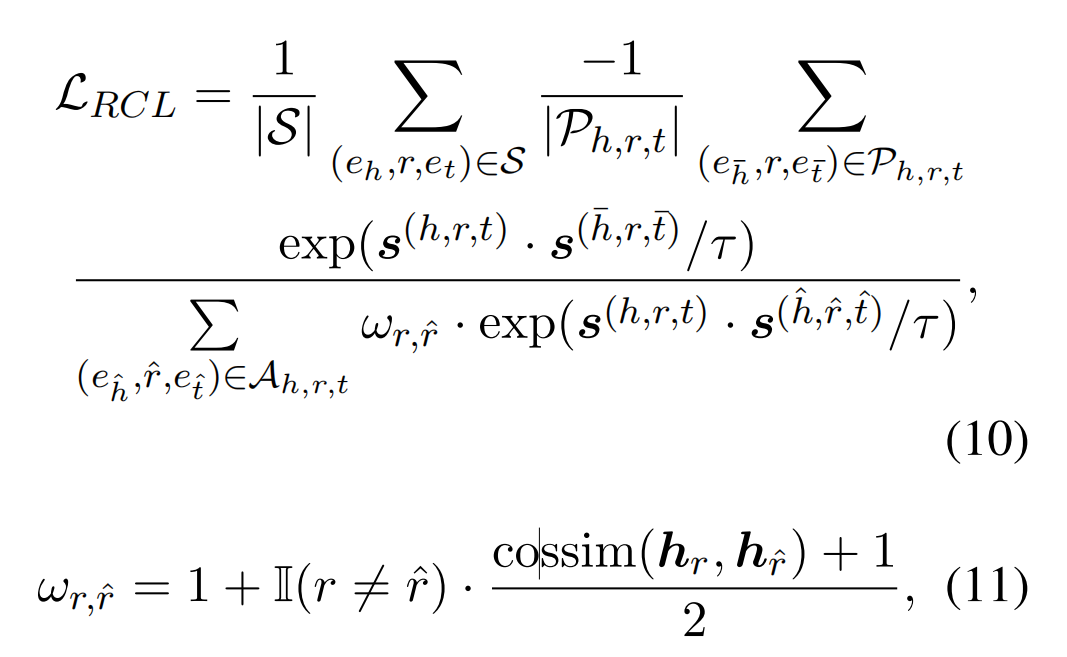 \mathcal{L}_{RCL} = \frac{1}{|\mathcal{S}|} \sum_{(e_h,r,e_t)\in\mathcal{S}} \frac{-1}{|\mathcal{P}_{h,r,t}|} \sum_{(e_{\bar{h}},r,e_{\bar{t}})\in\mathcal{P}_{h,r,t}}
\frac{\exp(\boldsymbol{s}^{(h,r,t)} \cdot \boldsymbol{s}^{(\bar{h},r,\bar{t})}/\tau)}{\sum_{(e_{\hat{h}},\hat{r},e_{\hat{t}})\in\mathcal{A}_{h,r,t}} \omega_{r,\hat{r}} \cdot \exp(\boldsymbol{s}^{(h,r,t)} \cdot \boldsymbol{s}^{(\hat{h},\hat{r},\hat{t})}/\tau)},
(10)
\omega_{r,\hat{r}} = 1 + \mathbb{I}(r \neq \hat{r}) \cdot \frac{\mathrm{cossim}(\boldsymbol{h}_r, \boldsymbol{h}_{\hat{r}}) + 1}{2}, (11)